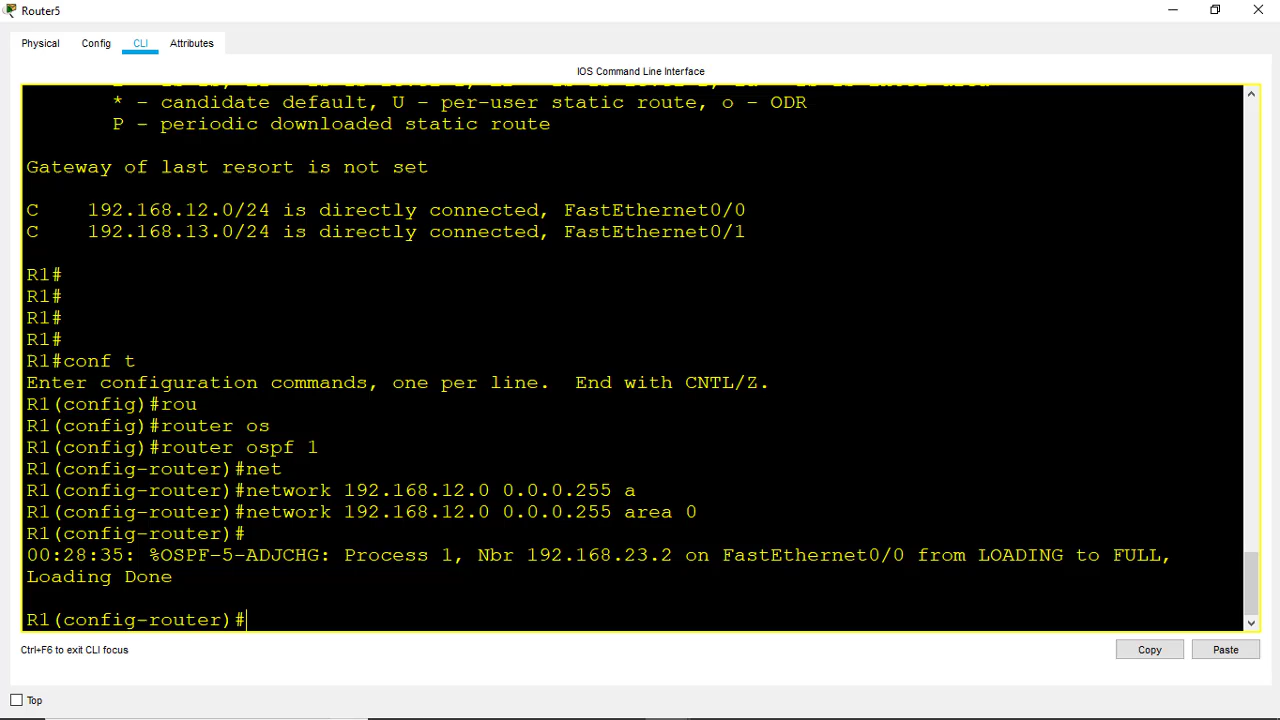 Router5
Physical Config CLI Attributes
IOS Command Line Interface
* - candidate default, U - per-user static route, o - ODR
P - periodic downloaded static route
Gateway of last resort is not set
C 192.168.12.0/24 is directly connected, FastEthernet0/0
C 192.168.13.0/24 is directly connected, FastEthernet0/1
R1#
R1#
R1#
R1#
R1#conf t
Enter configuration commands, one per line. End with CNTL/Z.
R1(config)#rou
R1(config)#router os
R1(config)#router ospf 1
R1(config-router)#net
R1(config-router)#network 192.168.12.0 0.0.0.255 a
R1(config-router)#network 192.168.12.0 0.0.0.255 area 0
R1(config-router)#
00:28:35: %OSPF-5-ADJCHG: Process 1, Nbr 192.168.23.2 on FastEthernet0/0 from LOADING to FULL,
Loading Done
R1(config-router)#
Ctrl+F6 to exit CLI focus
Copy Paste
Top